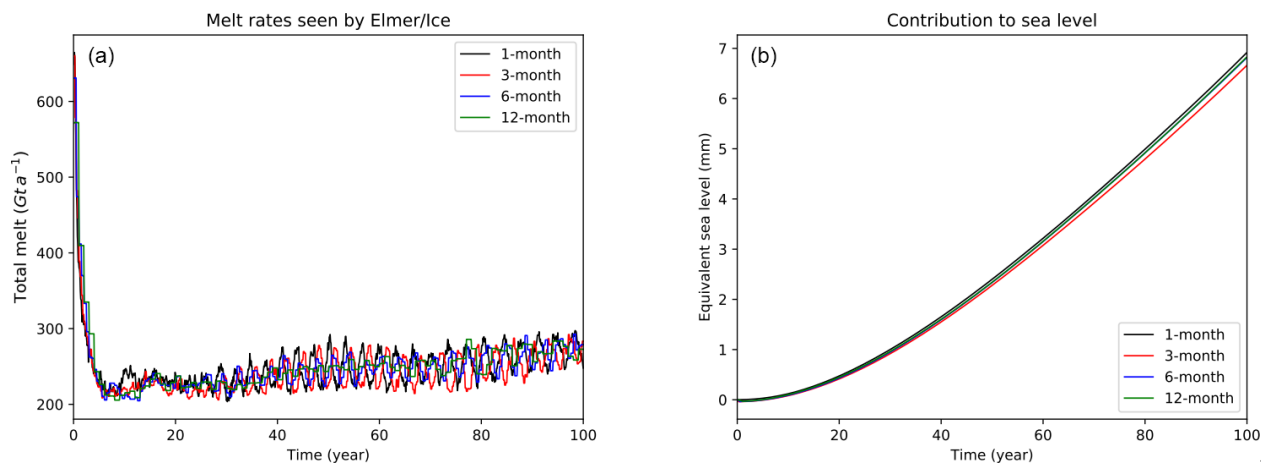 Melt rates seen by Elmer/Ice
(a)
1-month
3-month
6-month
12-month
600
500
400
300
200
Total melt (Gt a⁻¹)
0 20 40 60 80 100
Time (year)
Contribution to sea level
(b)
7
6
5
4
3
2
1
0
Equivalent sea level (mm)
1-month
3-month
6-month
12-month
0 20 40 60 80 100
Time (year)